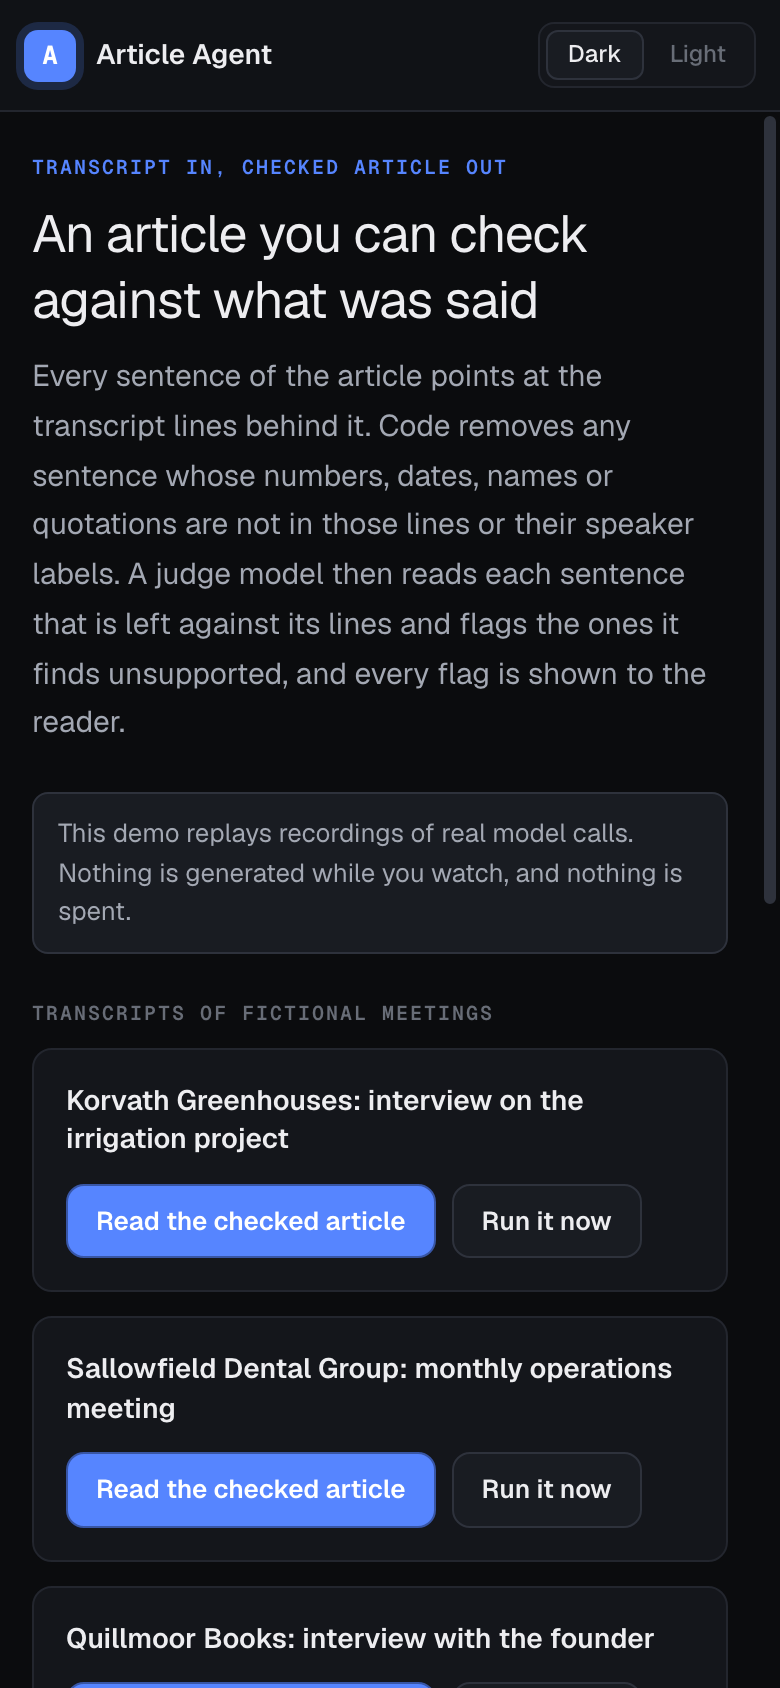 A
Article Agent
Dark
Light
TRANSCRIPT IN, CHECKED ARTICLE OUT
An article you can check
against what was said
Every sentence of the article points at the
transcript lines behind it. Code removes any
sentence whose numbers, dates, names or
quotations are not in those lines or their speaker
labels. A judge model then reads each sentence
that is left against its lines and flags the ones it
finds unsupported, and every flag is shown to the
reader.
This demo replays recordings of real model calls.
Nothing is generated while you watch, and nothing is
spent.
TRANSCRIPTS OF FICTIONAL MEETINGS
Korvath Greenhouses: interview on the
irrigation project
Read the checked article
Run it now
Sallowfield Dental Group: monthly operations
meeting
Read the checked article
Run it now
Quillmoor Books: interview with the founder